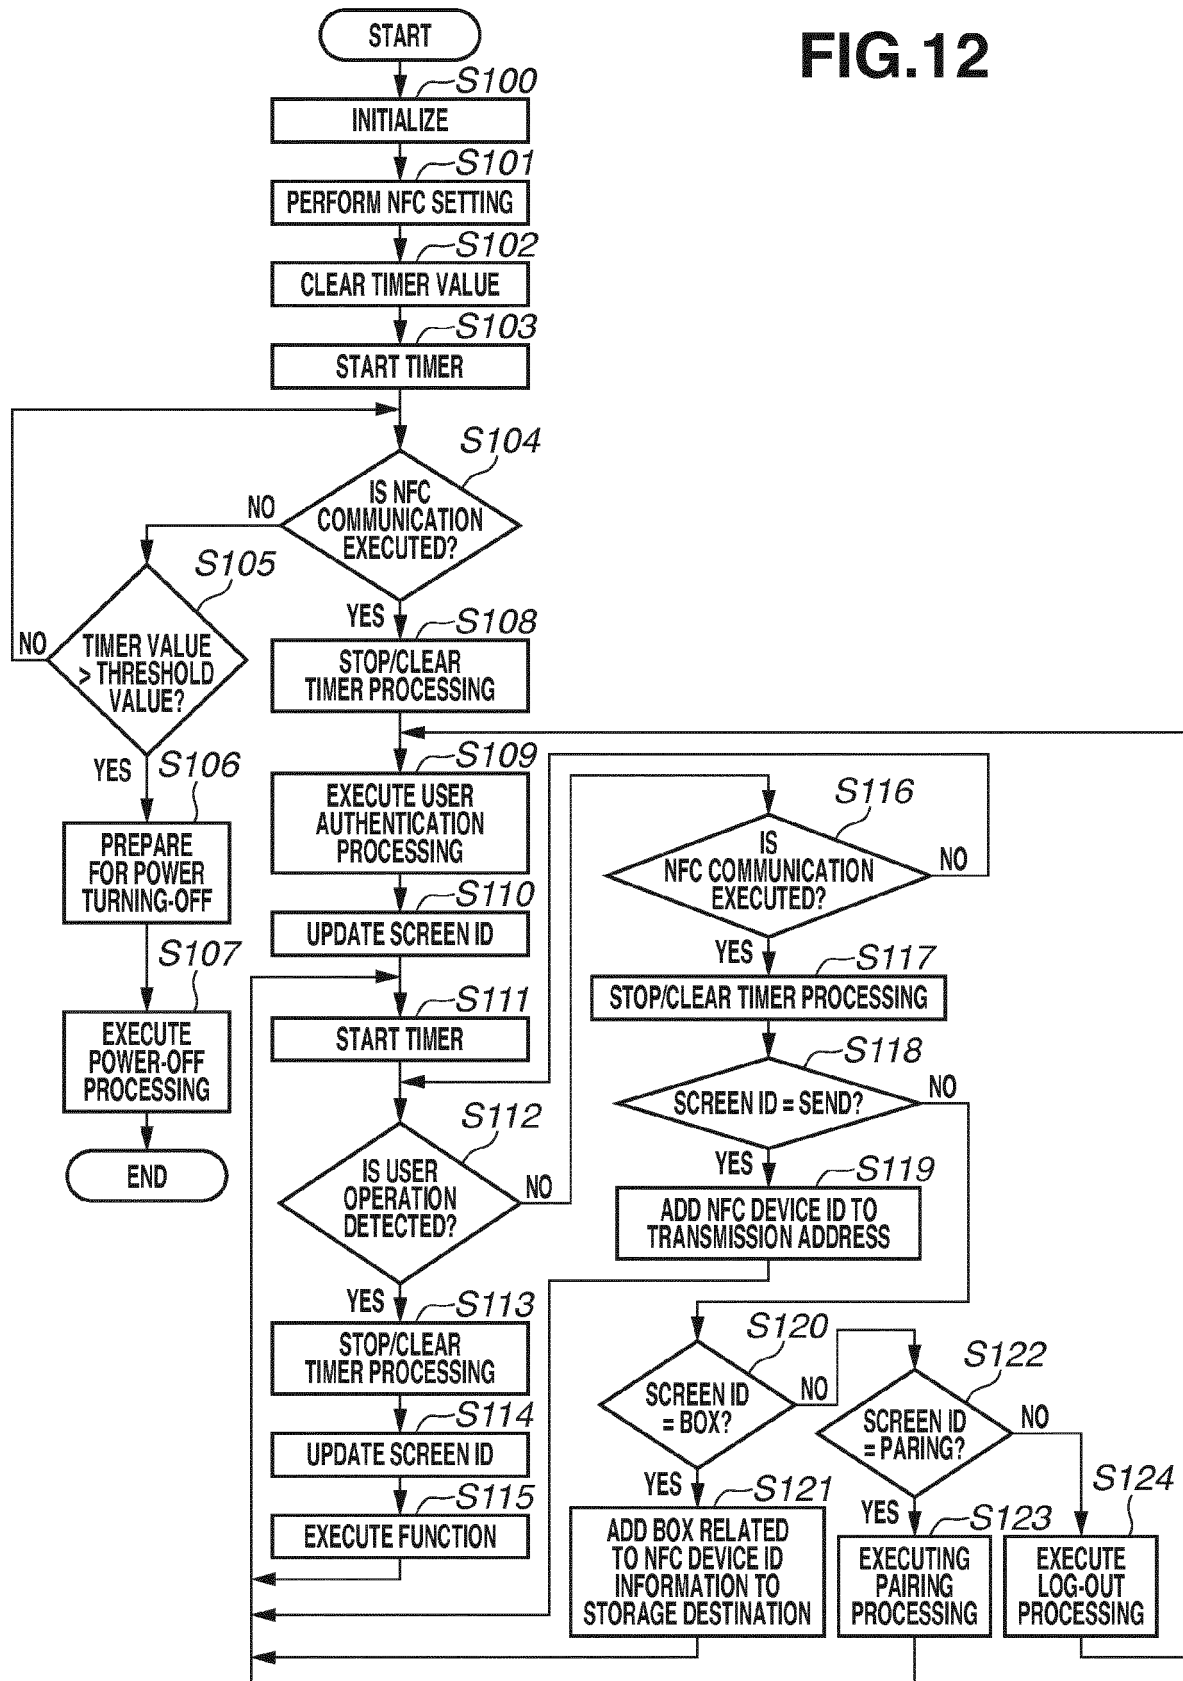 FIG.12
START
S100
INITIALIZE
S101
PERFORM NFC SETTING
S102
CLEAR TIMER VALUE
S103
START TIMER
S104
IS NFC
COMMUNICATION
EXECUTED?
NO
YES
S105
TIMER VALUE
> THRESHOLD
VALUE?
NO
YES
S106
PREPARE
FOR POWER
TURNING-OFF
S107
EXECUTE
POWER-OFF
PROCESSING
END
S108
STOP/CLEAR
TIMER PROCESSING
S109
EXECUTE USER
AUTHENTICATION
PROCESSING
S110
UPDATE SCREEN ID
S111
START TIMER
S112
IS USER
OPERATION
DETECTED?
NO
YES
S113
STOP/CLEAR
TIMER PROCESSING
S114
UPDATE SCREEN ID
S115
EXECUTE FUNCTION
S116
IS
NFC COMMUNICATION
EXECUTED?
NO
YES
S117
STOP/CLEAR TIMER PROCESSING
S118
SCREEN ID = SEND?
NO
YES
S119
ADD NFC DEVICE ID TO
TRANSMISSION ADDRESS
S120
SCREEN ID
= BOX?
NO
YES
S121
ADD BOX RELATED
TO NFC DEVICE ID
INFORMATION TO
STORAGE DESTINATION
S122
SCREEN ID
= PARING?
NO
YES
S123
EXECUTING
PAIRING
PROCESSING
S124
EXECUTE
LOG-OUT
PROCESSING